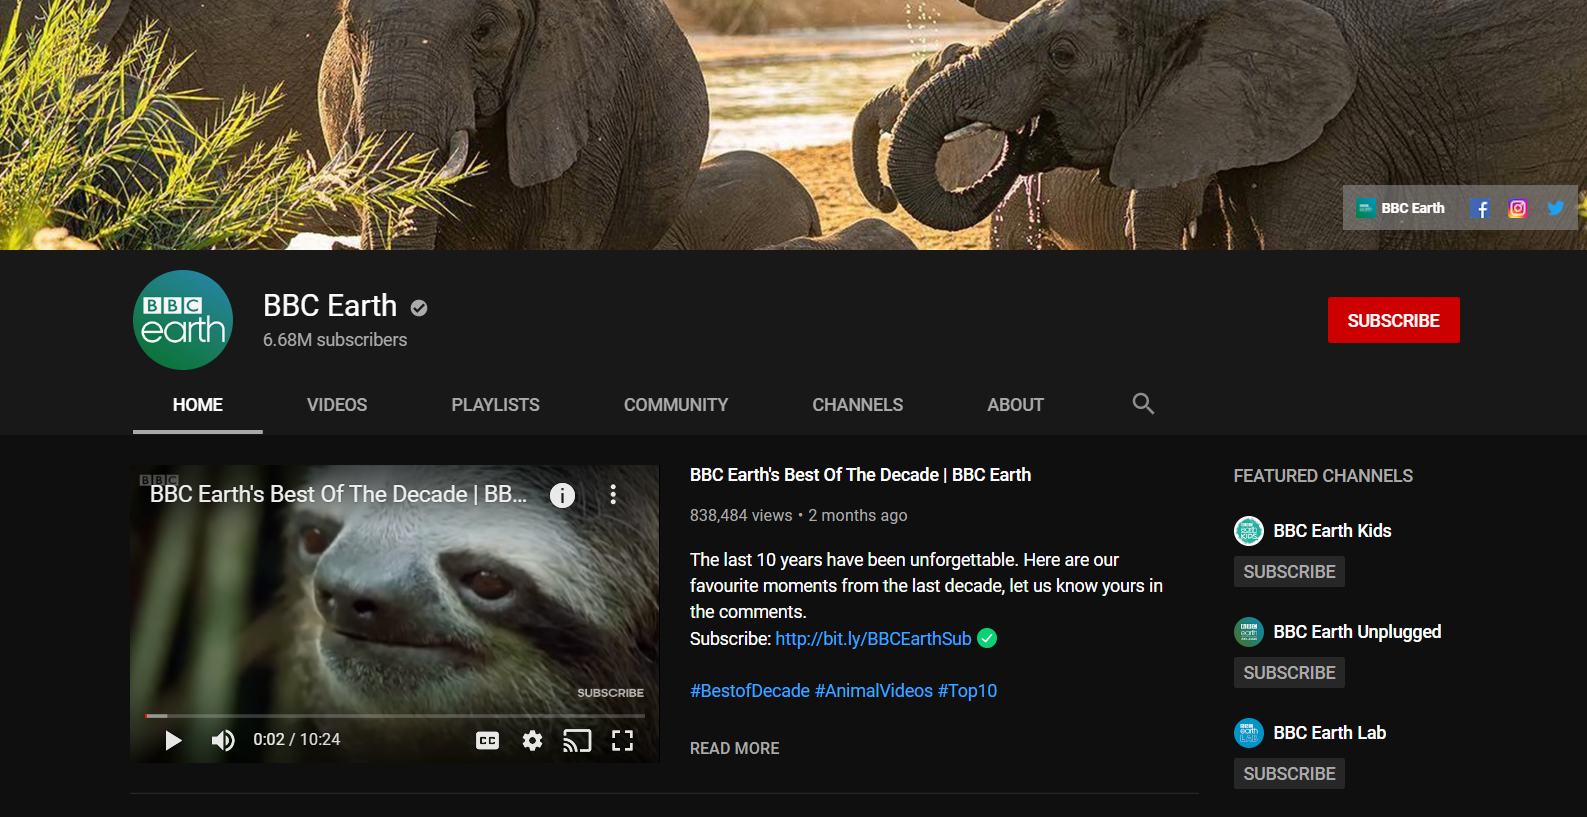 BBC Earth
BBC
earth
BBC Earth
6.68M subscribers
SUBSCRIBE
HOME
VIDEOS
PLAYLISTS
COMMUNITY
CHANNELS
ABOUT
BBC
BBC Earth's Best Of The Decade | BB...
SUBSCRIBE
0:02 / 10:24
CC
BBC Earth's Best Of The Decade | BBC Earth
838,484 views • 2 months ago
The last 10 years have been unforgettable. Here are our
favourite moments from the last decade, let us know yours in
the comments.
Subscribe: http://bit.ly/BBCEarthSub
#BestofDecade #AnimalVideos #Top10
READ MORE
FEATURED CHANNELS
BBC Earth Kids
SUBSCRIBE
BBC Earth Unplugged
SUBSCRIBE
BBC Earth Lab
SUBSCRIBE